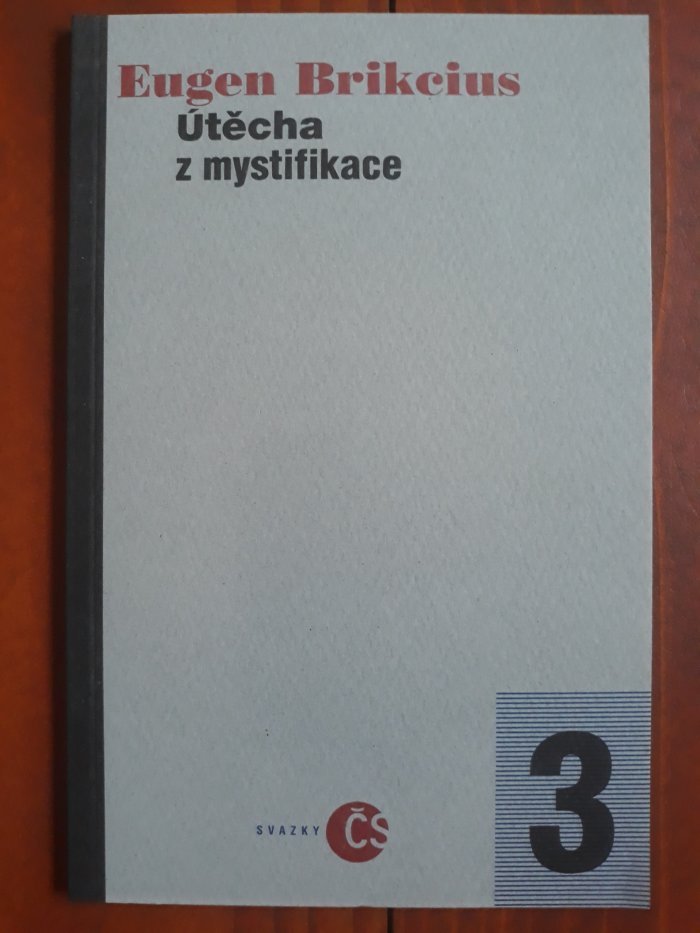 Eugen Brikcius
Útěcha
z mystifikace
SVAZKY ČS
3